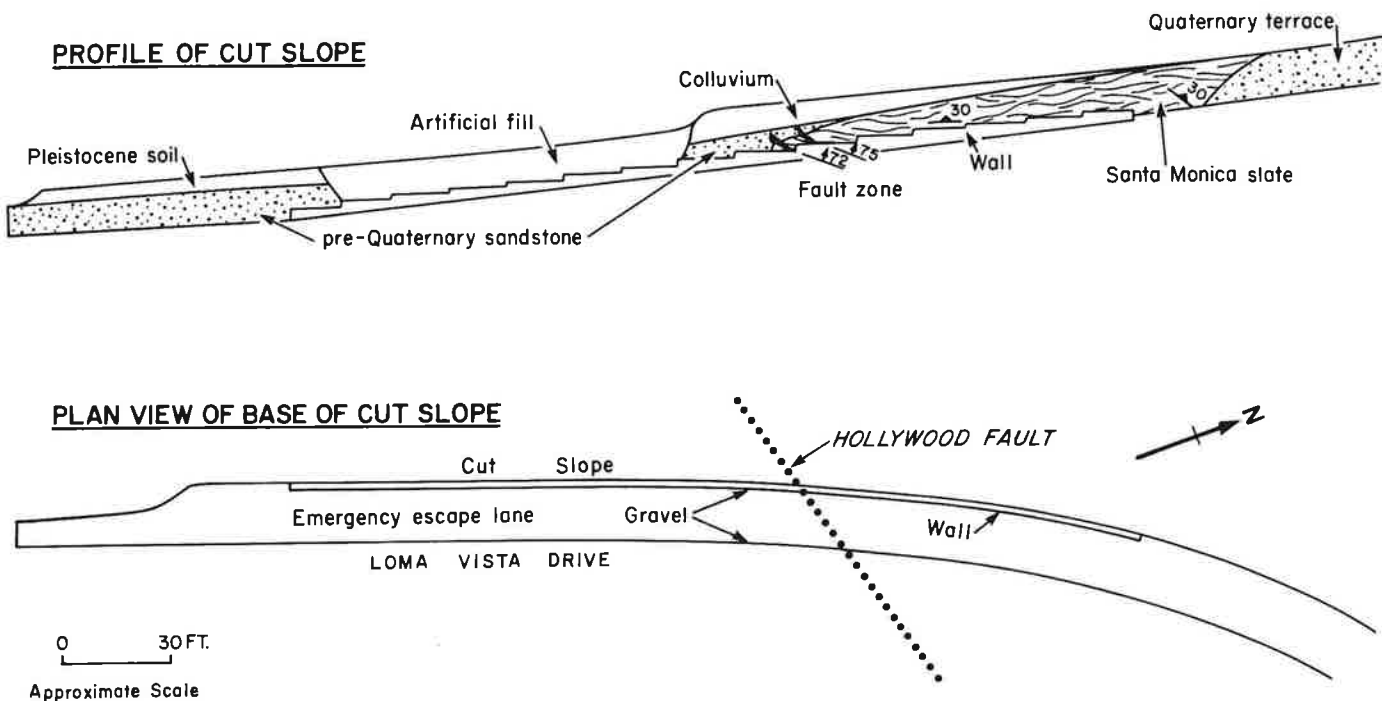 PROFILE OF CUT SLOPE
Quaternary terrace
Colluvium
Artificial fill
Pleistocene soil
30
30
75
72
Wall
Fault zone
Santa Monica slate
pre-Quaternary sandstone
PLAN VIEW OF BASE OF CUT SLOPE
N
HOLLYWOOD FAULT
Cut Slope
Emergency escape lane
Gravel
Wall
LOMA VISTA DRIVE
0 30 FT.
Approximate Scale